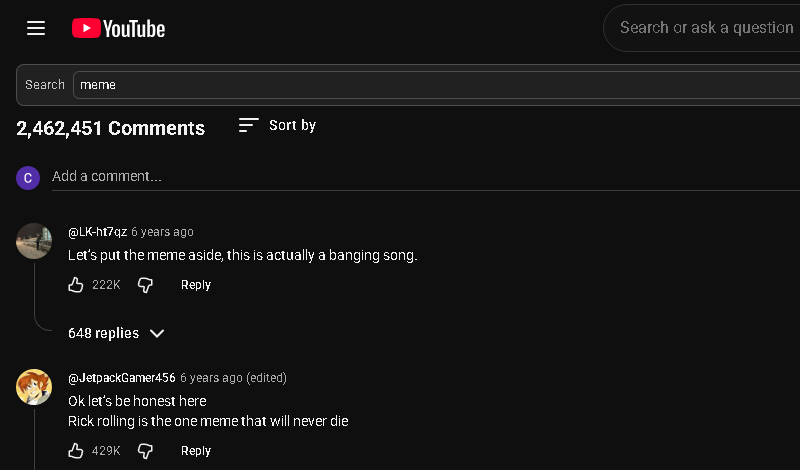 YouTube
Search or ask a question
Search meme
2,462,451 Comments Sort by
C Add a comment...
@LK-ht7qz 6 years ago
Let's put the meme aside, this is actually a banging song.
222K Reply
648 replies
@JetpackGamer456 6 years ago (edited)
Ok let's be honest here
Rick rolling is the one meme that will never die
429K Reply